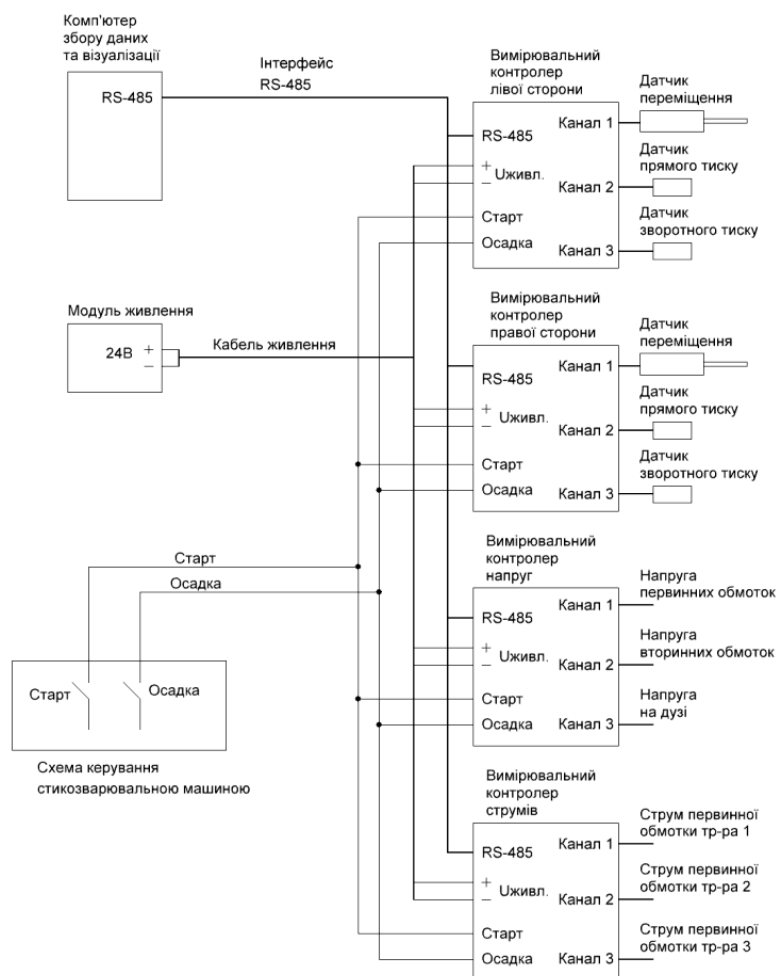 Комп'ютер
збору даних
та візуалізації
RS-485
Інтерфейс
RS-485
Вимірювальний
контролер
лівої сторони
RS-485
+
−
Uживл.
Старт
Осадка
Канал 1
Канал 2
Канал 3
Датчик
переміщення
Датчик
прямого тиску
Датчик
зворотного тиску
Модуль живлення
24В
+
−
Кабель живлення
Вимірювальний
контролер
правої сторони
RS-485
+
−
Uживл.
Старт
Осадка
Канал 1
Канал 2
Канал 3
Датчик
переміщення
Датчик
прямого тиску
Датчик
зворотного тиску
Старт
Осадка
Старт
Осадка
Схема керування
стикозварювальною машиною
Вимірювальний
контролер
напруг
RS-485
+
−
Uживл.
Старт
Осадка
Канал 1
Канал 2
Канал 3
Напруга
первинних обмоток
Напруга
вторинних обмоток
Напруга
на дузі
Вимірювальний
контролер
струмів
RS-485
+
−
Uживл.
Старт
Осадка
Канал 1
Канал 2
Канал 3
Струм первинної
обмотки тр-ра 1
Струм первинної
обмотки тр-ра 2
Струм первинної
обмотки тр-ра 3